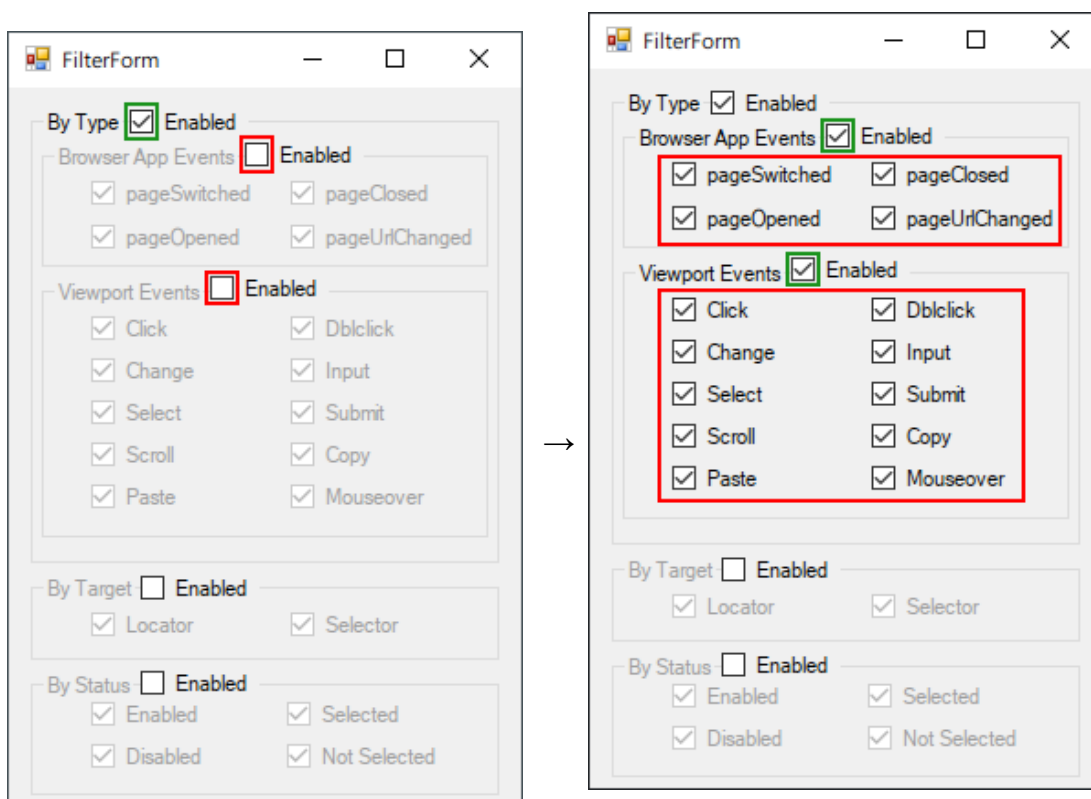 FilterForm
By Type Enabled
Browser App Events Enabled
pageSwitched pageClosed
pageOpened pageUrlChanged
Viewport Events Enabled
Click Dblclick
Change Input
Select Submit
Scroll Copy
Paste Mouseover
By Target Enabled
Locator Selector
By Status Enabled
Enabled Selected
Disabled Not Selected
→
FilterForm
By Type Enabled
Browser App Events Enabled
pageSwitched pageClosed
pageOpened pageUrlChanged
Viewport Events Enabled
Click Dblclick
Change Input
Select Submit
Scroll Copy
Paste Mouseover
By Target Enabled
Locator Selector
By Status Enabled
Enabled Selected
Disabled Not Selected